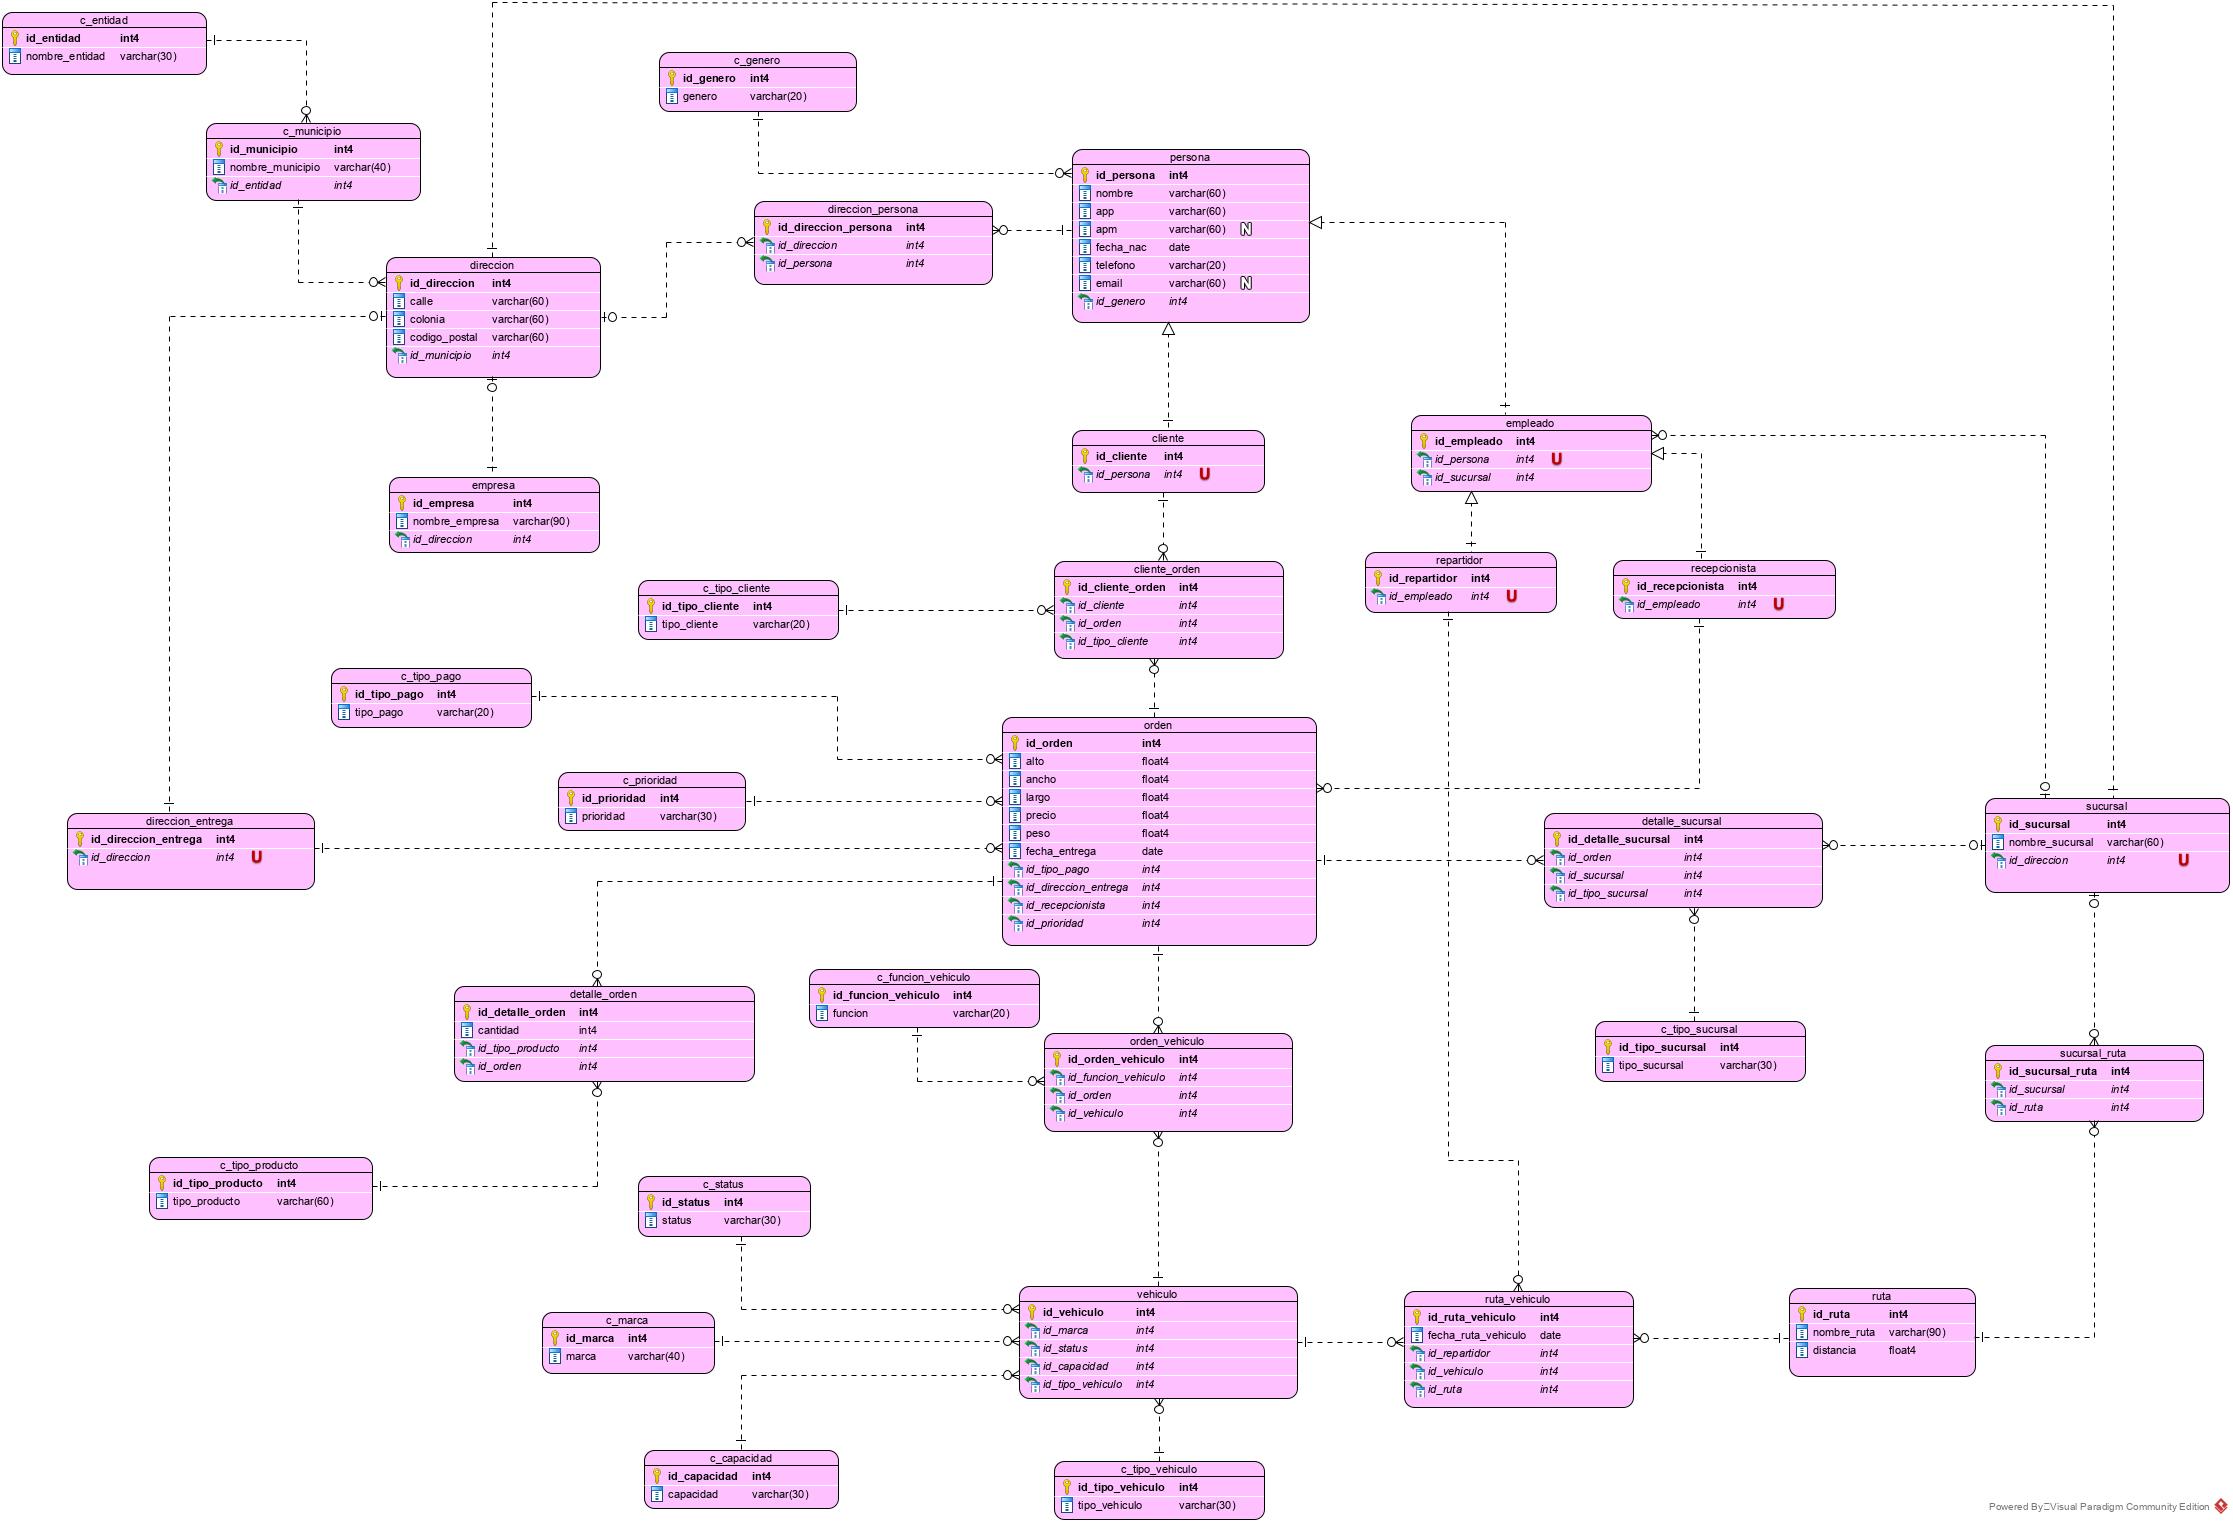 c_entidad
id_entidad int4
nombre_entidad varchar(30)
c_genero
id_genero int4
genero varchar(20)
c_municipio
id_municipio int4
nombre_municipio varchar(40)
id_entidad int4
persona
id_persona int4
nombre varchar(60)
app varchar(60)
apm varchar(60) N
fecha_nac date
telefono varchar(20)
email varchar(60) N
id_genero int4
direccion_persona
id_direccion_persona int4
id_direccion int4
id_persona int4
direccion
id_direccion int4
calle varchar(60)
colonia varchar(60)
codigo_postal varchar(60)
id_municipio int4
empleado
id_empleado int4
id_persona int4 U
id_sucursal int4
cliente
id_cliente int4
id_persona int4 U
empresa
id_empresa int4
nombre_empresa varchar(90)
id_direccion int4
repartidor
id_repartidor int4
id_empleado int4 U
recepcionista
id_recepcionista int4
id_empleado int4 U
cliente_orden
id_cliente_orden int4
id_cliente int4
id_orden int4
id_tipo_cliente int4
c_tipo_cliente
id_tipo_cliente int4
tipo_cliente varchar(20)
c_tipo_pago
id_tipo_pago int4
tipo_pago varchar(20)
orden
id_orden int4
alto float4
ancho float4
largo float4
precio float4
peso float4
fecha_entrega date
id_tipo_pago int4
id_direccion_entrega int4
id_recepcionista int4
id_prioridad int4
c_prioridad
id_prioridad int4
prioridad varchar(30)
sucursal
id_sucursal int4
nombre_sucursal varchar(60)
id_direccion int4 U
direccion_entrega
id_direccion_entrega int4
id_direccion int4 U
detalle_sucursal
id_detalle_sucursal int4
id_orden int4
id_sucursal int4
id_tipo_sucursal int4
c_funcion_vehiculo
id_funcion_vehiculo int4
funcion varchar(20)
detalle_orden
id_detalle_orden int4
cantidad int4
id_tipo_producto int4
id_orden int4
c_tipo_sucursal
id_tipo_sucursal int4
tipo_sucursal varchar(30)
orden_vehiculo
id_orden_vehiculo int4
id_funcion_vehiculo int4
id_orden int4
id_vehiculo int4
sucursal_ruta
id_sucursal_ruta int4
id_sucursal int4
id_ruta int4
c_tipo_producto
id_tipo_producto int4
tipo_producto varchar(60)
c_status
id_status int4
status varchar(30)
vehiculo
id_vehiculo int4
id_marca int4
id_status int4
id_capacidad int4
id_tipo_vehiculo int4
ruta_vehiculo
id_ruta_vehiculo int4
fecha_ruta_vehiculo date
id_repartidor int4
id_vehiculo int4
id_ruta int4
ruta
id_ruta int4
nombre_ruta varchar(90)
distancia float4
c_marca
id_marca int4
marca varchar(40)
c_capacidad
id_capacidad int4
capacidad varchar(30)
c_tipo_vehiculo
id_tipo_vehiculo int4
tipo_vehiculo varchar(30)
Powered By Visual Paradigm Community Edition